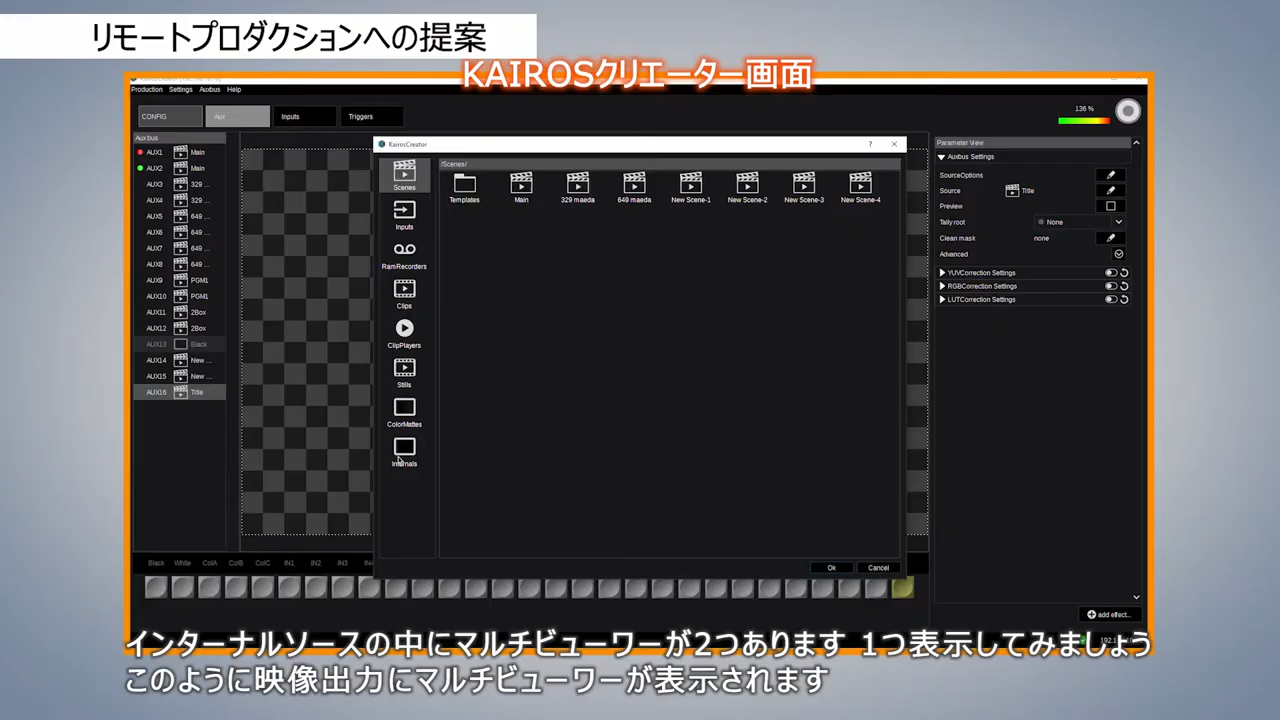 リモートプロダクションへの提案
KAIROSクリエーター画面
Production Settings Auxbus Help
CONFIG Aux Inputs Triggers
136 %
Aux bus
AUX1 Main
AUX2 Main
AUX3 329 ...
AUX4 329 ...
AUX5 649 ...
AUX6 649 ...
AUX7 649 ...
AUX8 649 ...
AUX9 PGM1
AUX10 PGM1
AUX11 2Box
AUX12 2Box
AUX13 Black
AUX14 New ...
AUX15 New ...
AUX16 Title
KairosCreator ?
Scenes
Inputs
RamRecorders
Clips
ClipPlayers
Stills
ColorMattes
Internals
/Scenes/
Templates Main 329 maeda 649 maeda New Scene-1 New Scene-2 New Scene-3 New Scene-4
Ok Cancel
Parameter View
Auxbus Settings
SourceOptions
Source Title
Preview
Tally root None
Clean mask none
Advanced
YUVCorrection Settings
RGBCorrection Settings
LUTCorrection Settings
add effect...
Black White ColA ColB ColC IN1 IN2 IN3
インターナルソースの中にマルチビューワーが2つあります 1つ表示してみましょう
このように映像出力にマルチビューワーが表示されます